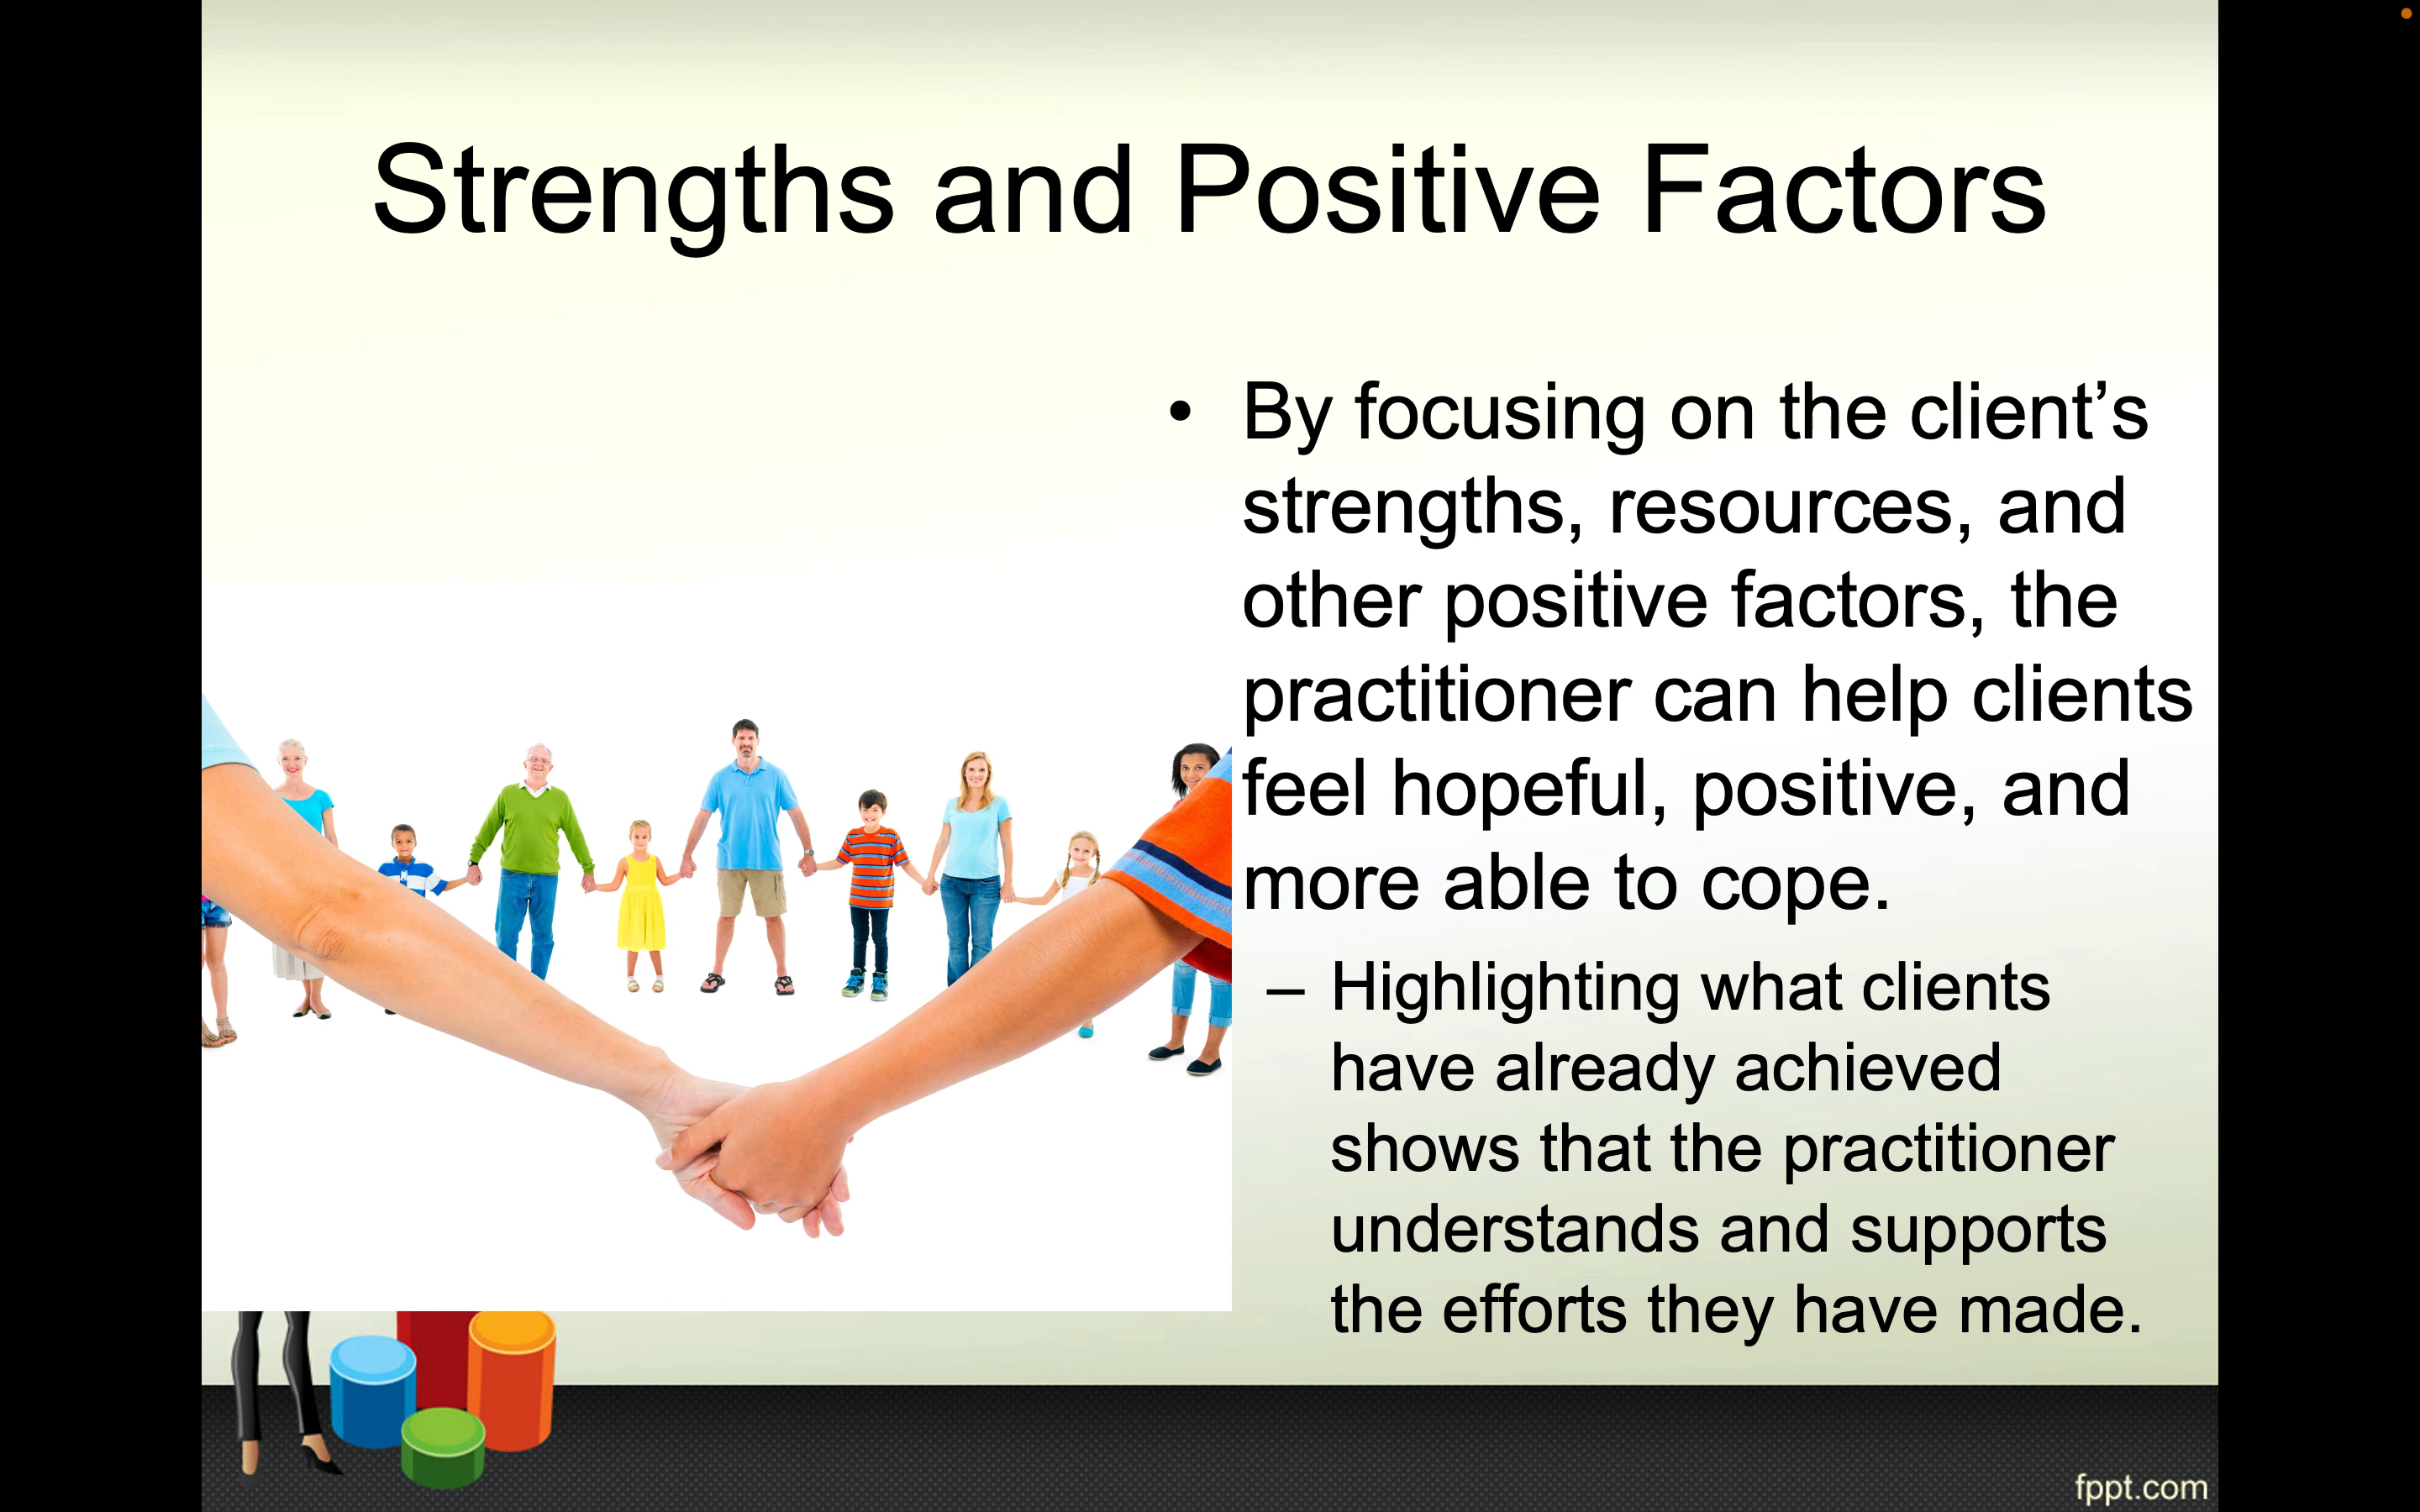 Strengths and Positive Factors
• By focusing on the client’s
strengths, resources, and
other positive factors, the
practitioner can help clients
feel hopeful, positive, and
more able to cope.
– Highlighting what clients
have already achieved
shows that the practitioner
understands and supports
the efforts they have made.
fppt.com